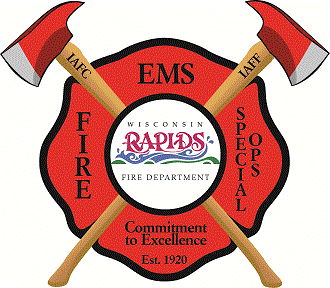 IAFC
EMS
IAFF
FIRE
WISCONSIN
RAPIDS
FIRE DEPARTMENT
SPECIAL
OPS
Commitment
to Excellence
Est. 1920